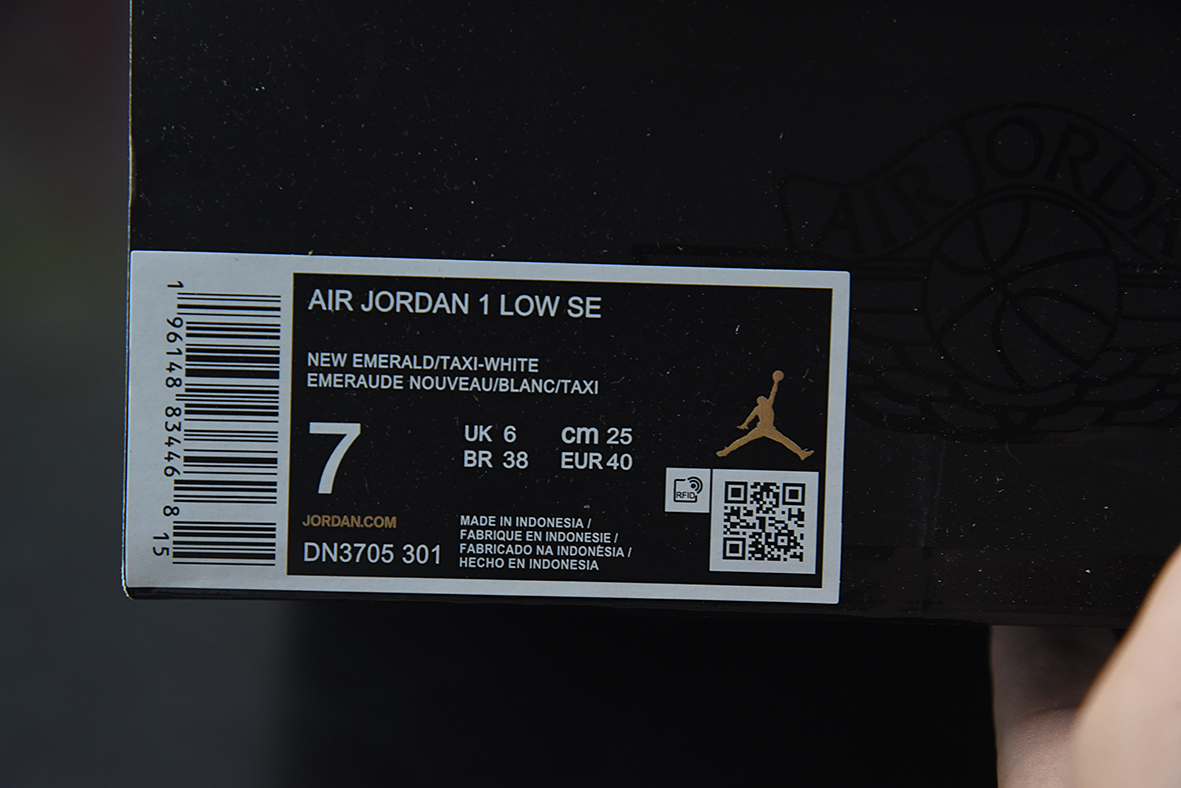 AIR JORDAN
1 96148 83446 8 15
AIR JORDAN 1 LOW SE
NEW EMERALD/TAXI-WHITE
EMERAUDE NOUVEAU/BLANC/TAXI
7
UK 6 cm 25
BR 38 EUR 40
RFID
JORDAN.COM
DN3705 301
MADE IN INDONESIA /
FABRIQUE EN INDONESIE /
FABRICADO NA INDONÉSIA /
HECHO EN INDONESIA